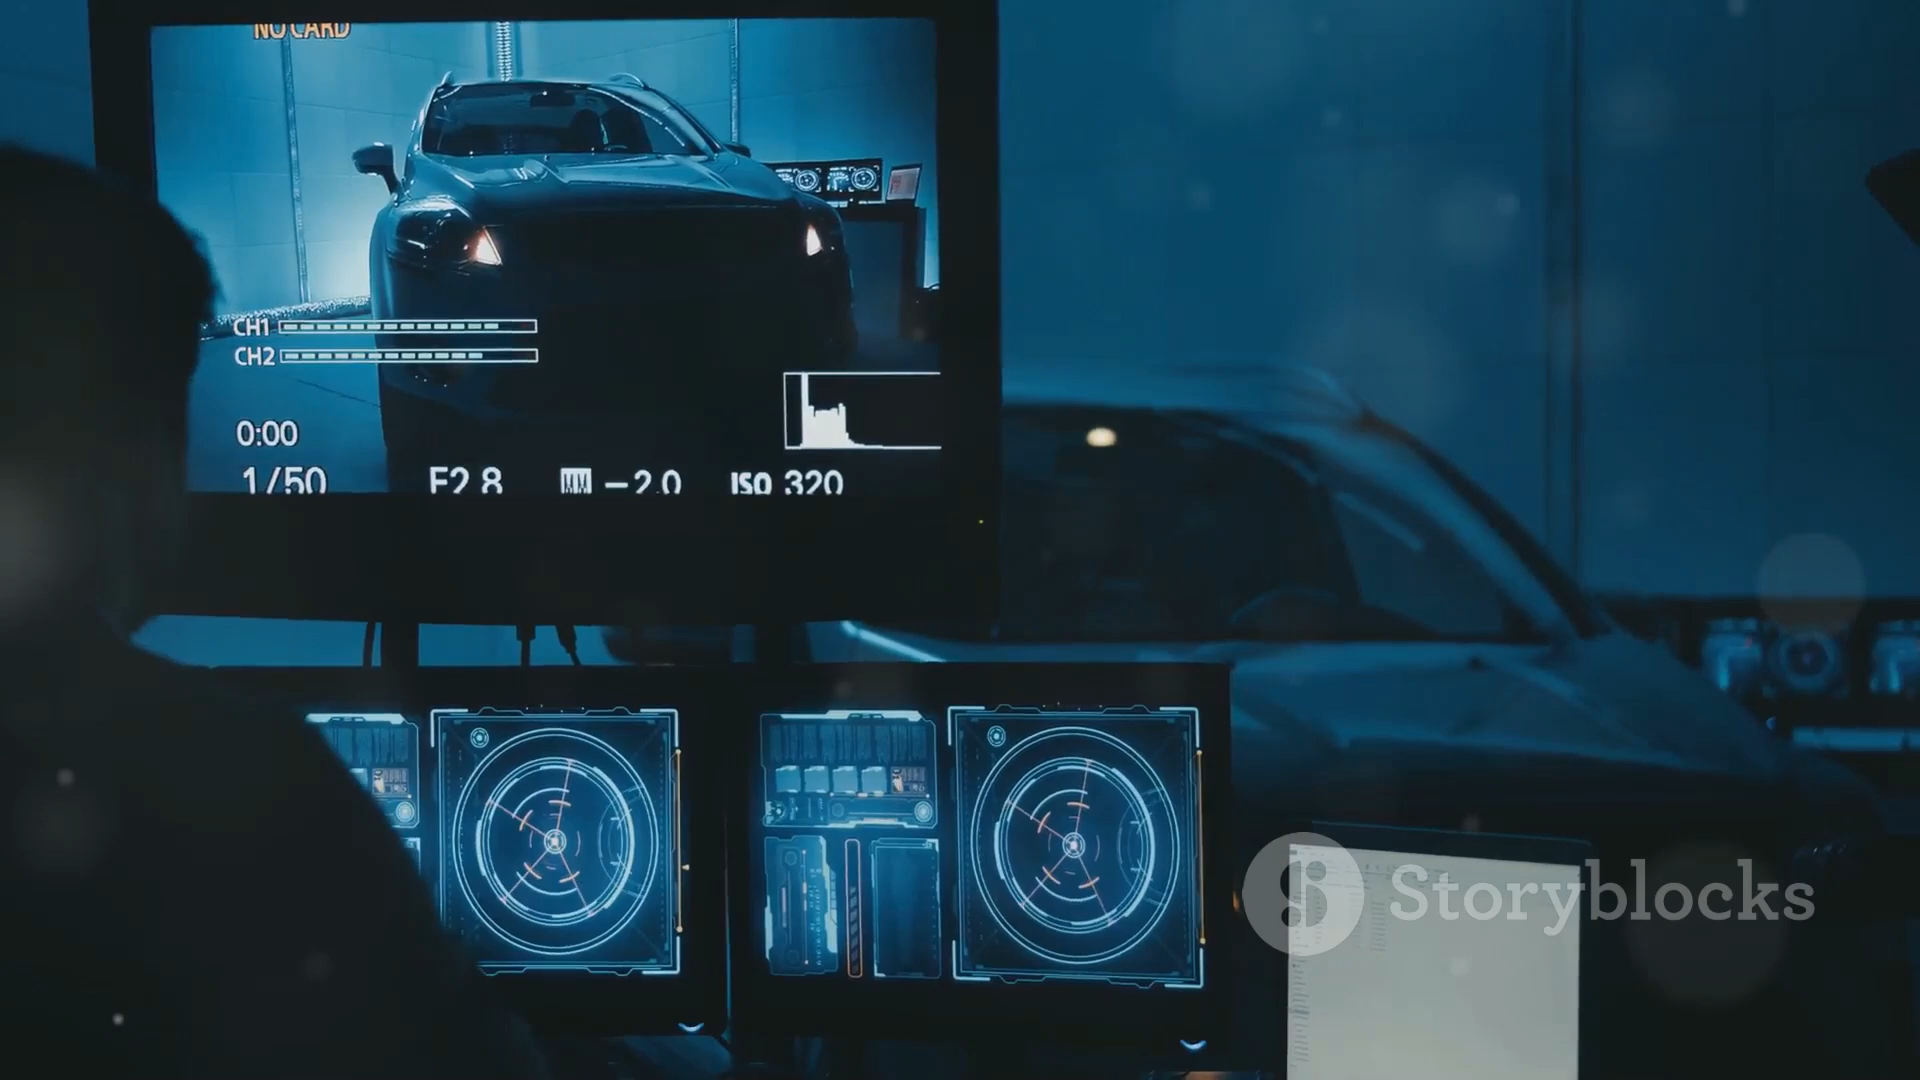 NO CARD
CH1
CH2
0:00
1/50 F2.8 −2.0 ISO 320
Storyblocks